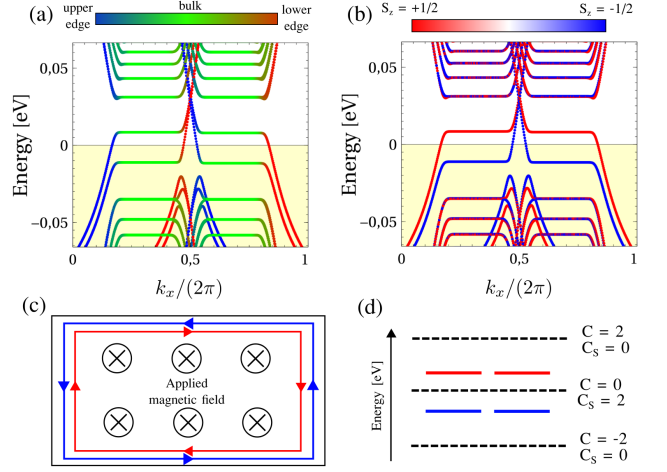 (a)
upper edge
bulk
lower edge
Energy [eV]
0,05
0
−0,05
0
0,5
1
k_x/(2π)
(b)
S_z = +1/2
S_z = -1/2
Energy [eV]
0,05
0
−0,05
0
0,5
1
k_x/(2π)
(c)
Applied
magnetic field
(d)
Energy [eV]
C = 2
C_S = 0
C = 0
C_S = 2
C = -2
C_S = 0